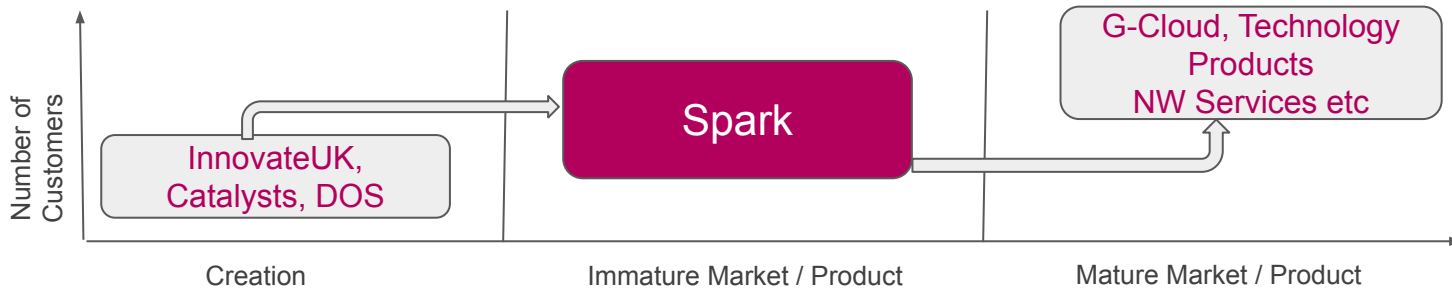 Number of
Customers
InnovateUK,
Catalysts, DOS
Spark
G-Cloud, Technology
Products
NW Services etc
Creation
Immature Market / Product
Mature Market / Product